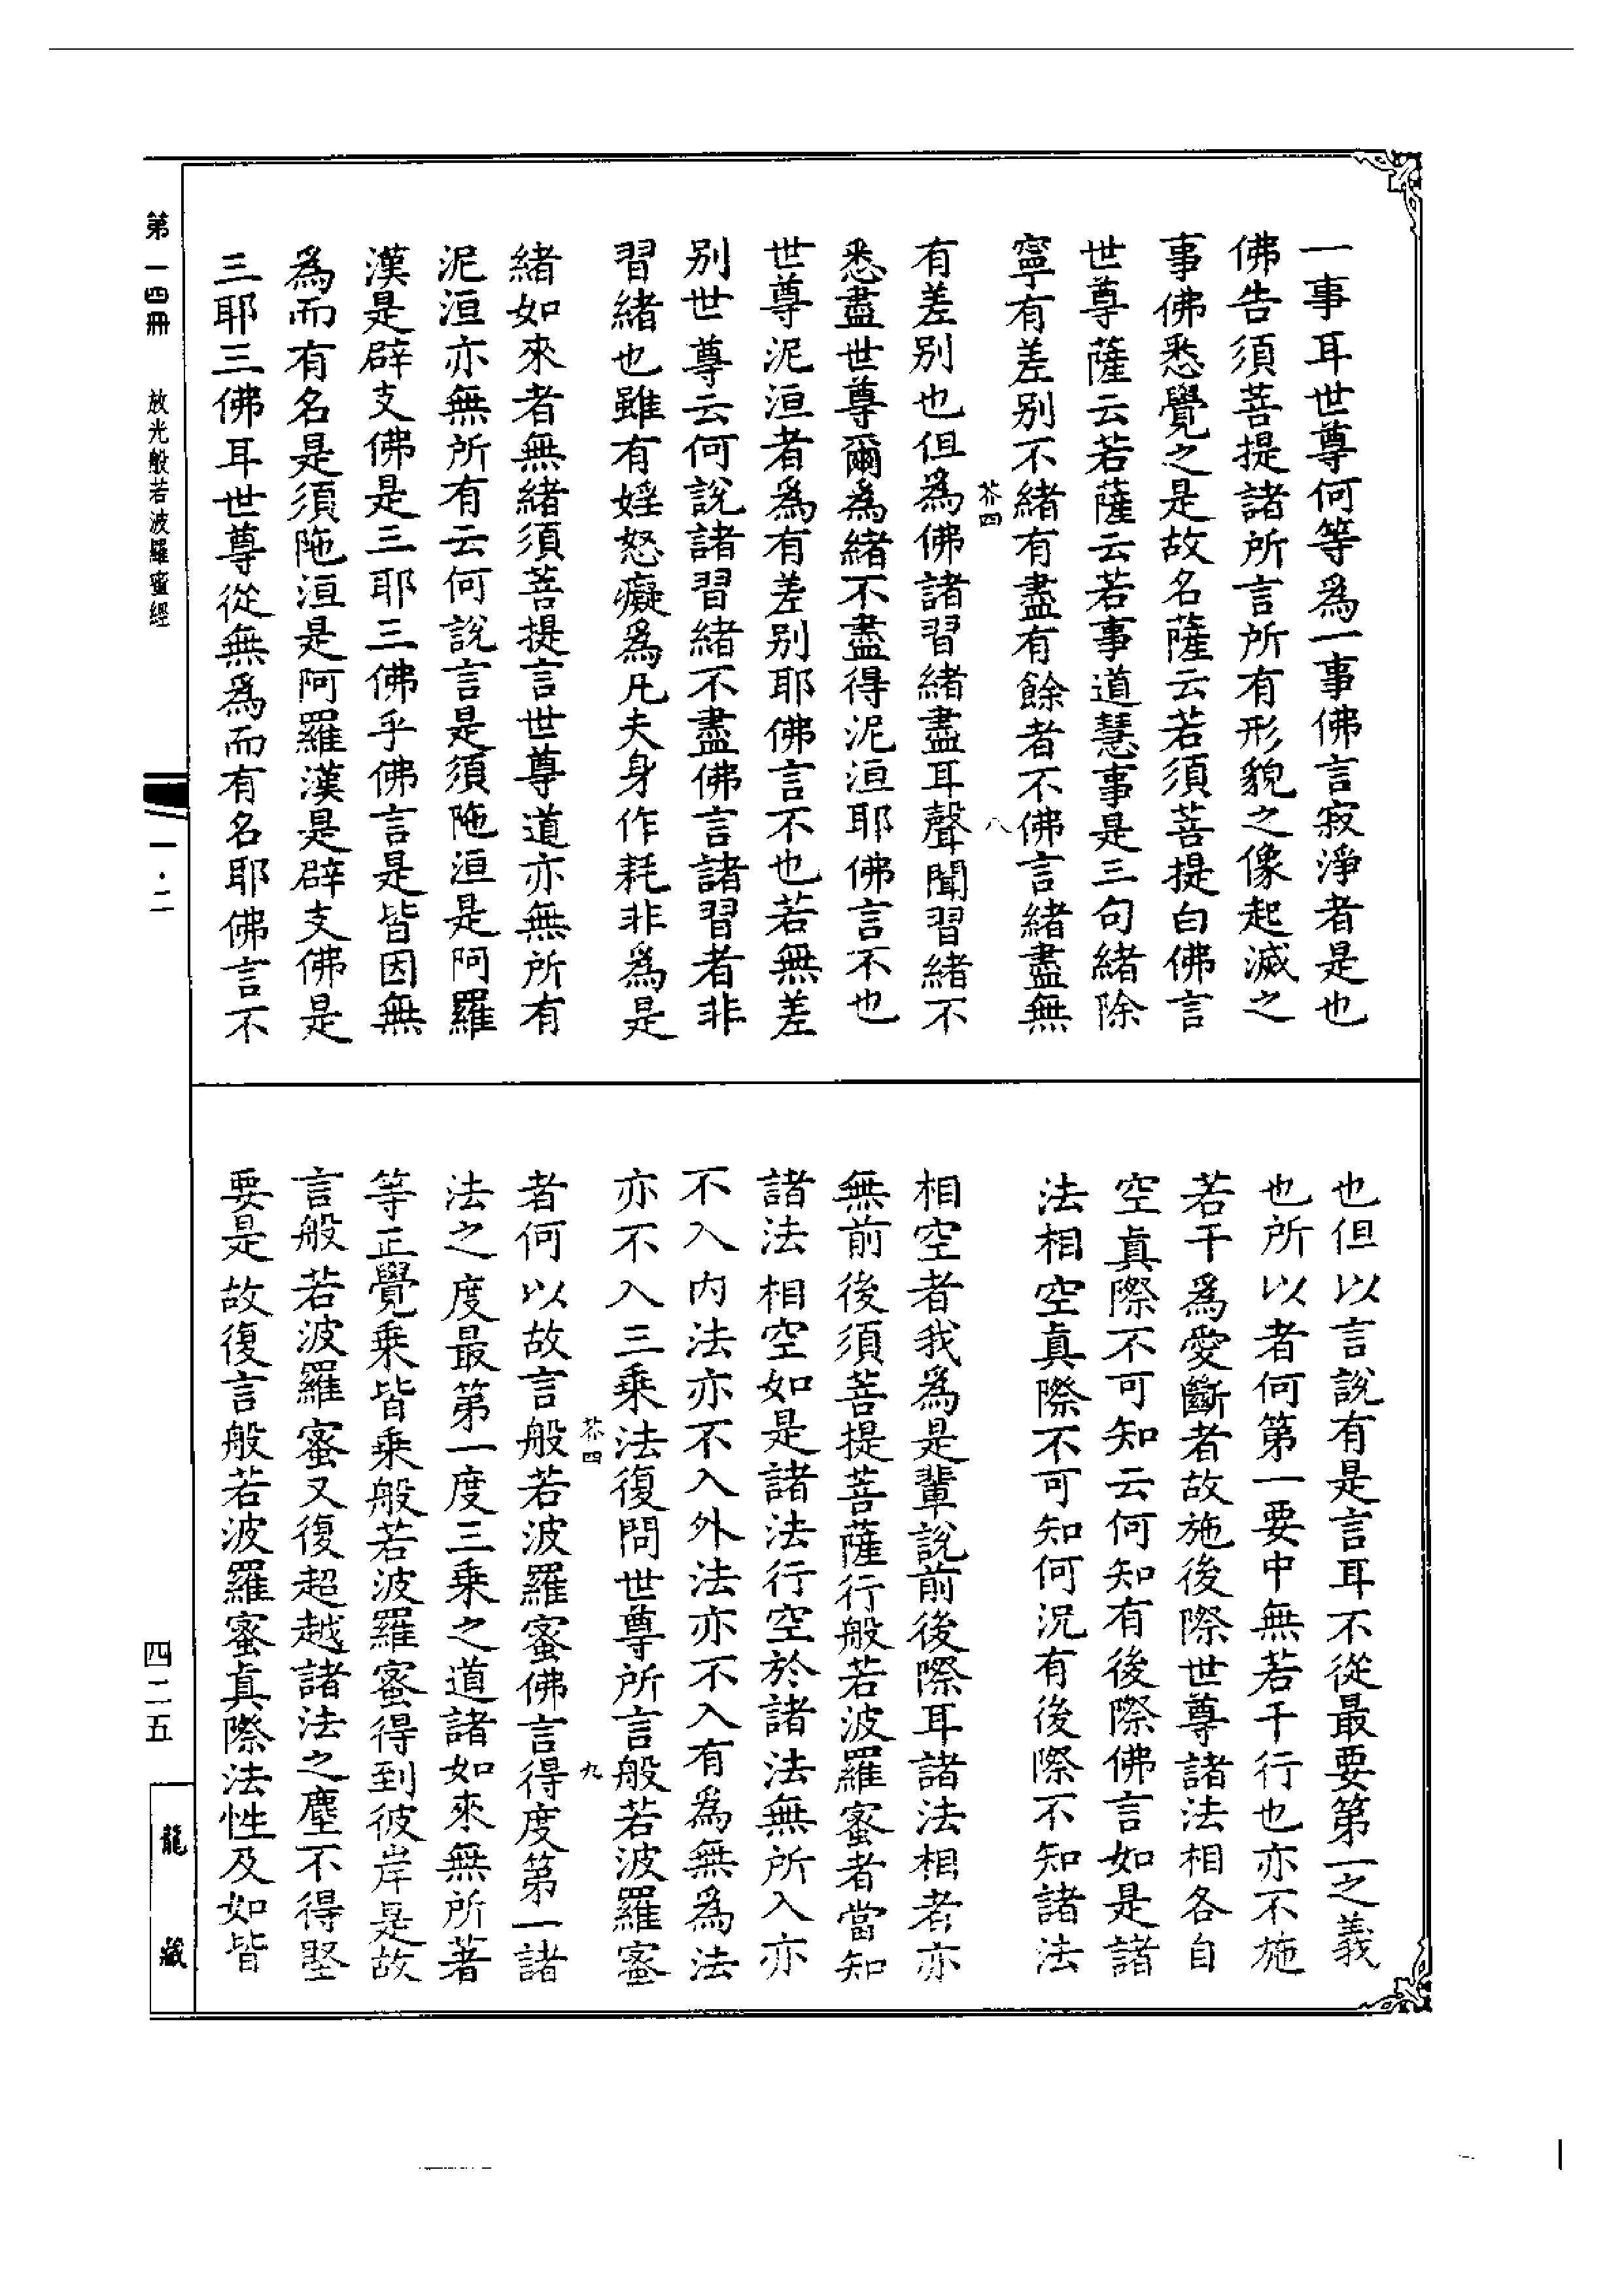 一事耳世尊何等為一事佛言寂淨者是也
佛告須菩提諸所言所有形貌之像起滅之
事佛悉覺之是故名薩云若須菩提白佛言
世尊薩云若薩云若事道慧事是三句緒除
寧有差別不緒有盡有餘者不佛言緒盡無
芥四
八
有差別也但為佛諸習緒盡耳聲聞習緒不
悉盡世尊爾為緒不盡得泥洹耶佛言不也
世尊泥洹者為有差別耶佛言不也若無差
別世尊云何說諸習緒不盡佛言諸習者非
習緒也雖有婬怒癡為凡夫身作耗非為是
緒如來者無緒須菩提言世尊道亦無所有
泥洹亦無所有云何說言是須陁洹是阿羅
漢是辟支佛是三耶三佛乎佛言是皆因無
為而有名是須陁洹是阿羅漢是辟支佛是
三耶三佛耳世尊從無為而有名耶佛言不
也但以言說有是言耳不從最要第一之義
也所以者何第一要中無若干行也亦不施
若干為愛斷者故施後際世尊諸法相各自
空真際不可知云何知有後際佛言如是諸
法相空真際不可知何況有後際不知諸法
相空者我為是輩說前後際耳諸法相者亦
無前後須菩提菩薩行般若波羅蜜者當知
諸法相空如是諸法行空於諸法無所入亦
不入內法亦不入外法亦不入有為無為法
亦不入三乘法復問世尊所言般若波羅蜜
芥四
九
者何以故言般若波羅蜜佛言得度第一諸
法之度最第一度三乘之道諸如來無所著
等正覺乘皆乘般若波羅蜜得到彼岸是故
言般若波羅蜜又復超越諸法之塵不得堅
要是故復言般若波羅蜜真際法性及如皆
第一四冊
放光般若波羅蜜經
一·二
四二五
龍藏